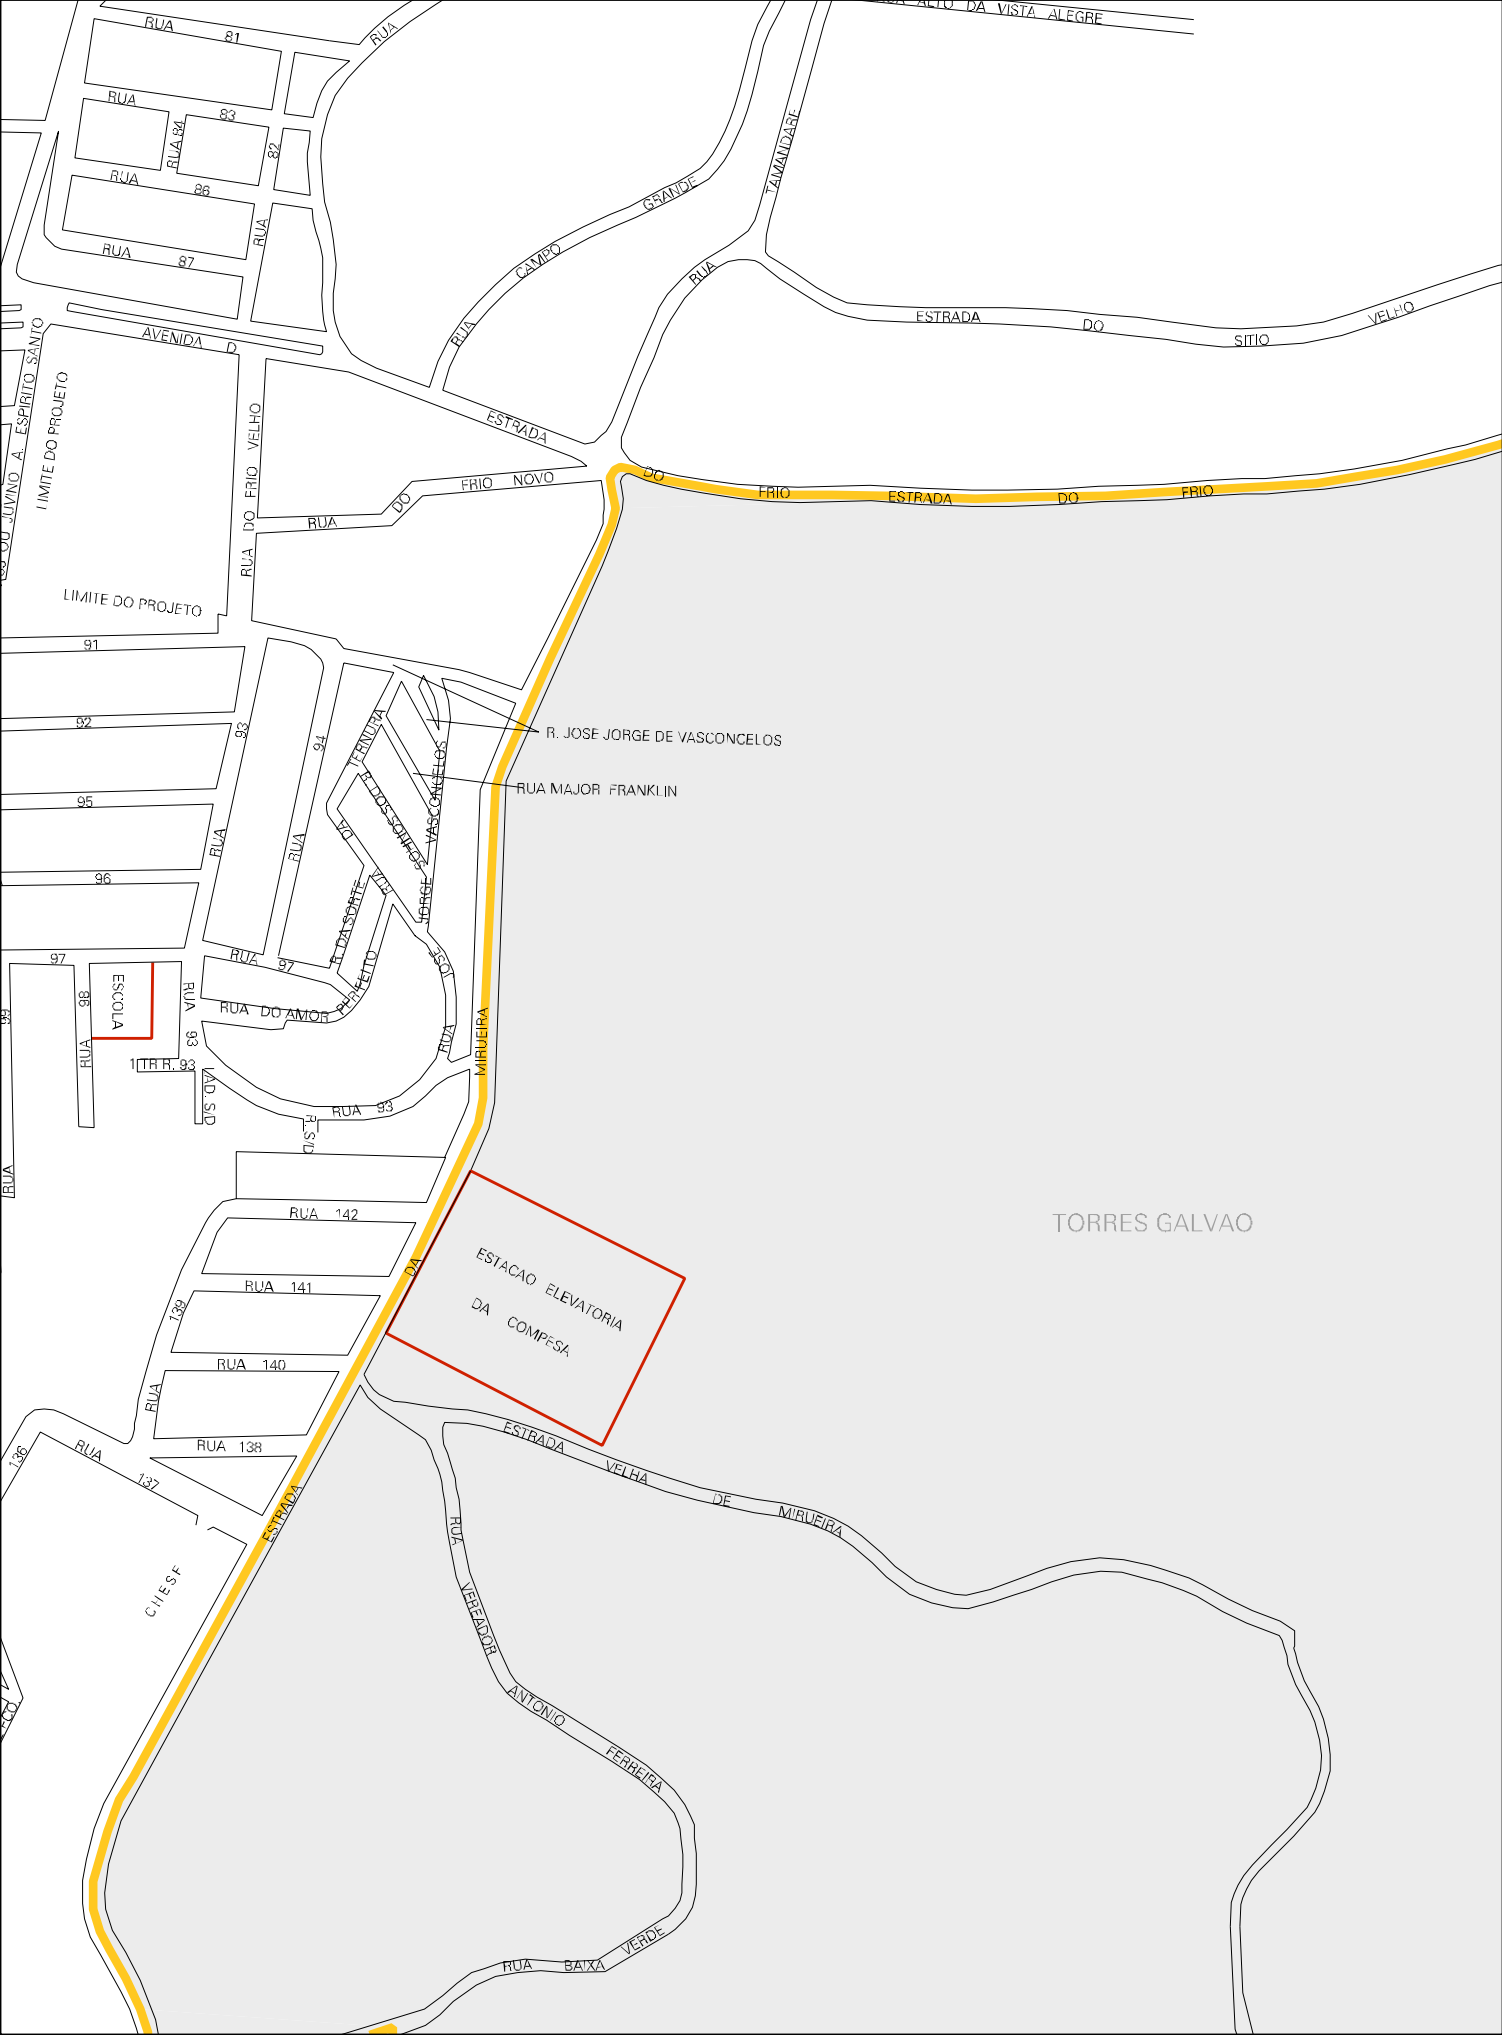 RUA 81
RUA
DA VISTA ALEGRE
RUA 83
RUA 84
82
RUA 86
RUA
RUA 87
TAMANDARE
RUA
RUA CAMPO GRANDE
ESTRADA DO SITIO VELHO
AVENIDA D
LIMITE DO PROJETO
OU JUVINO A. ESPIRITO SANTO
ESTRADA DO FRIO
ESTRADA DO FRIO
RUA DO FRIO NOVO
RUA DO FRIO VELHO
LIMITE DO PROJETO
91
92
93
94
95
96
RUA
RUA
TERNURA
DA
RUA
R. DOS SONHOS
R. JOSE JORGE DE VASCONCELOS
RUA MAJOR FRANKLIN
VASCONCELOS
JORGE
JOSE
RUA
R. DA SORTE
97
RUA 97
ESCOLA
98
RUA
99
RUA
RUA 93
RUA DO AMOR PERFEITO
1 TR R. 93
VAD. S/D
RUA 93
R. S/D
MIRUEIRA
DA
ESTRADA
RUA 142
RUA 141
139
RUA
RUA 140
RUA 138
136
RUA 137
CHESF
ESTACAO ELEVATORIA
DA COMPESA
TORRES GALVAO
ESTRADA VELHA DE MIRUEIRA
RUA VEREADOR ANTONIO FERREIRA
RUA BAIXA VERDE